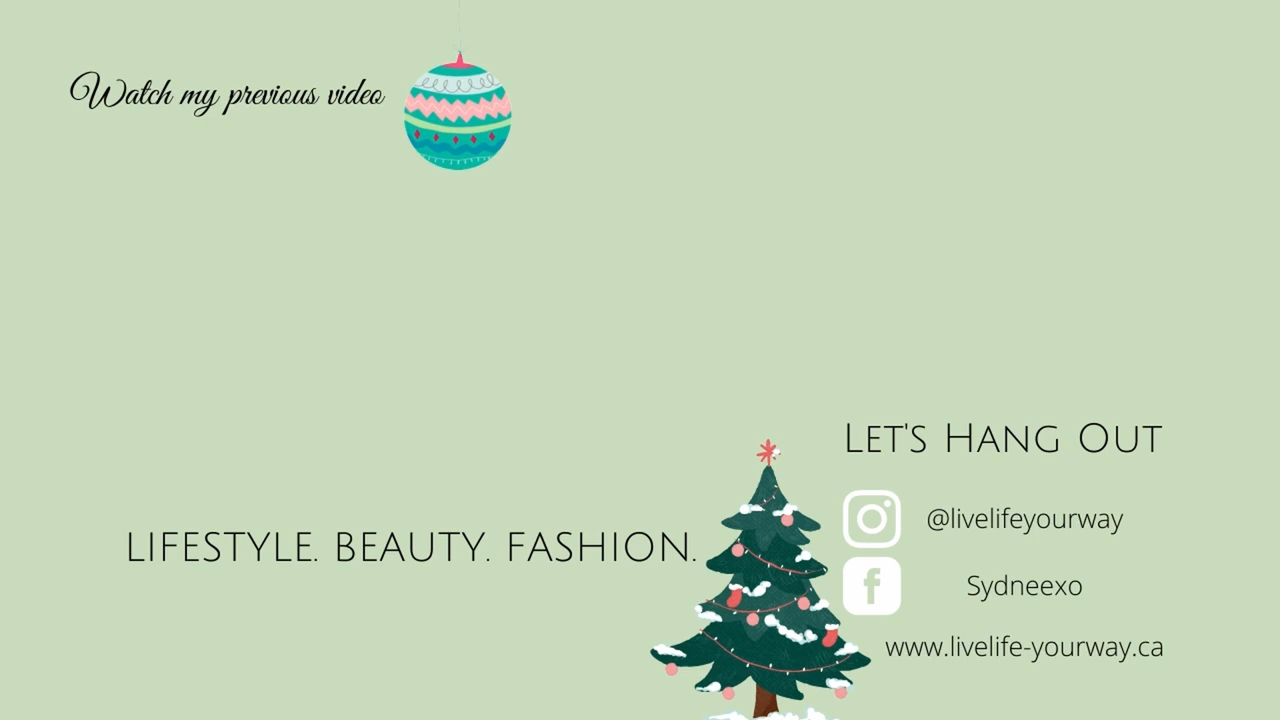 Watch my previous video
LET'S HANG OUT
@livelifeyourway
LIFESTYLE. BEAUTY. FASHION.
Sydneexo
www.livelife-yourway.ca